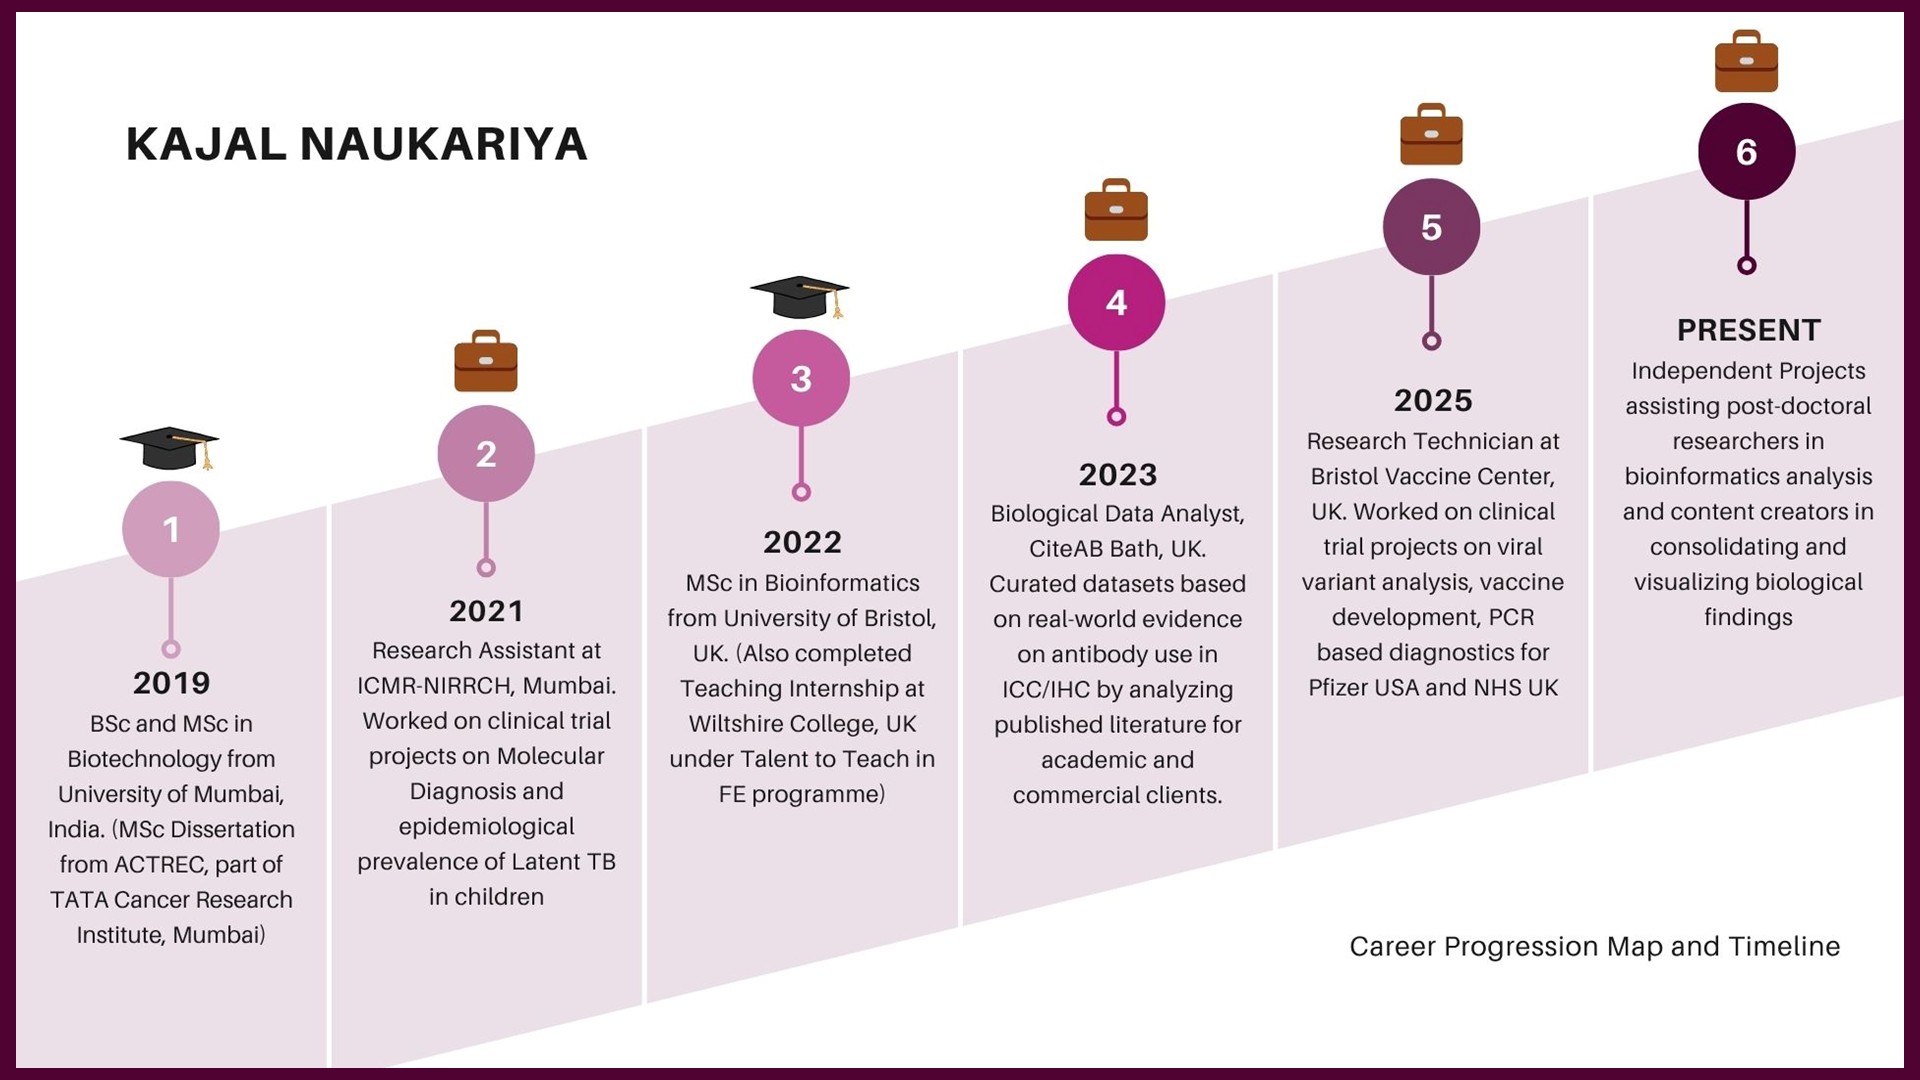 KAJAL NAUKARIYA
1
2019
BSc and MSc in
Biotechnology from
University of Mumbai,
India. (MSc Dissertation
from ACTREC, part of
TATA Cancer Research
Institute, Mumbai)
2
2021
Research Assistant at
ICMR-NIRRCH, Mumbai.
Worked on clinical trial
projects on Molecular
Diagnosis and
epidemiological
prevalence of Latent TB
in children
3
2022
MSc in Bioinformatics
from University of Bristol,
UK. (Also completed
Teaching Internship at
Wiltshire College, UK
under Talent to Teach in
FE programme)
4
2023
Biological Data Analyst,
CiteAB Bath, UK.
Curated datasets based
on real-world evidence
on antibody use in
ICC/IHC by analyzing
published literature for
academic and
commercial clients.
5
2025
Research Technician at
Bristol Vaccine Center,
UK. Worked on clinical
trial projects on viral
variant analysis, vaccine
development, PCR
based diagnostics for
Pfizer USA and NHS UK
6
PRESENT
Independent Projects
assisting post-doctoral
researchers in
bioinformatics analysis
and content creators in
consolidating and
visualizing biological
findings
Career Progression Map and Timeline